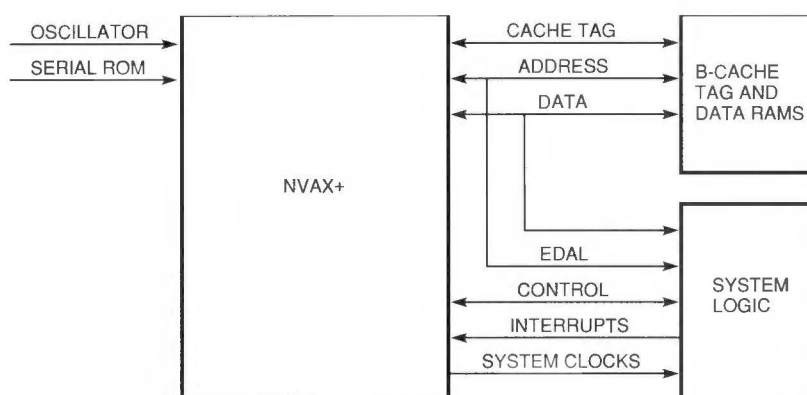 OSCILLATOR
SERIAL ROM
NVAX+
CACHE TAG
ADDRESS
DATA
B-CACHE
TAG AND
DATA RAMS
EDAL
CONTROL
INTERRUPTS
SYSTEM CLOCKS
SYSTEM
LOGIC